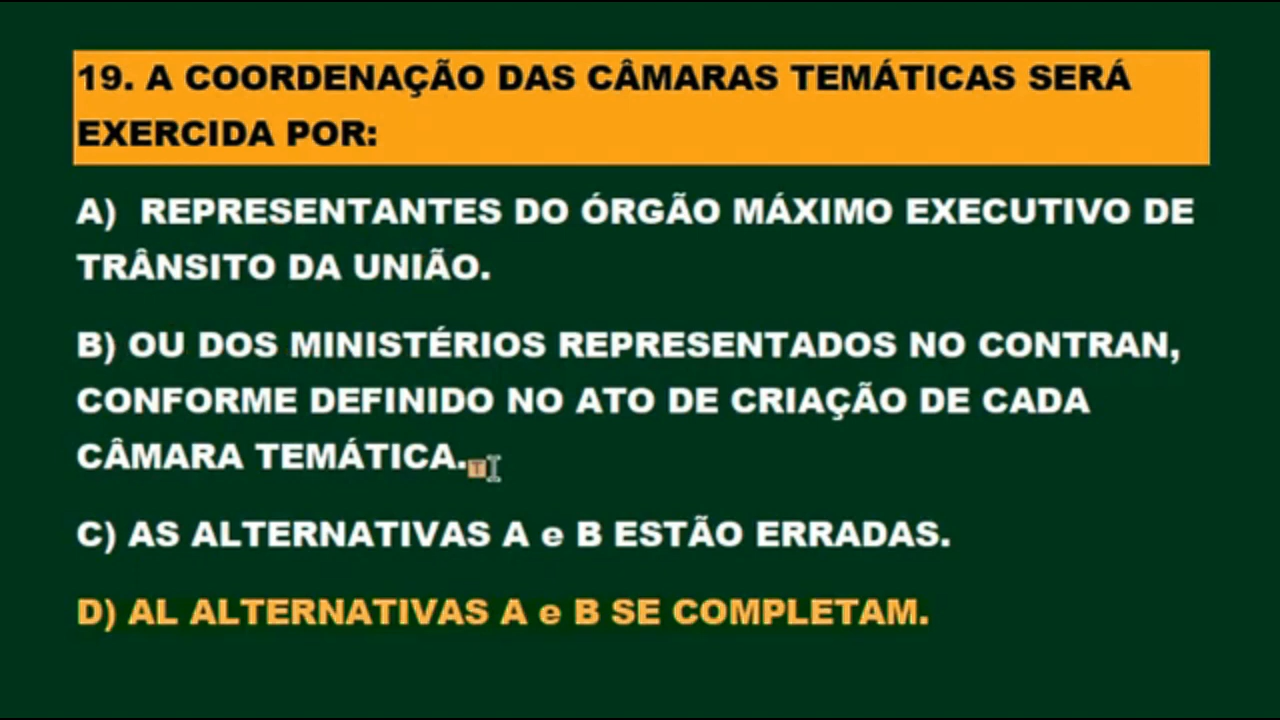 19. A COORDENAÇÃO DAS CÂMARAS TEMÁTICAS SERÁ
EXERCIDA POR:
A) REPRESENTANTES DO ÓRGÃO MÁXIMO EXECUTIVO DE
TRÂNSITO DA UNIÃO.
B) OU DOS MINISTÉRIOS REPRESENTADOS NO CONTRAN,
CONFORME DEFINIDO NO ATO DE CRIAÇÃO DE CADA
CÂMARA TEMÁTICA.
C) AS ALTERNATIVAS A e B ESTÃO ERRADAS.
D) AL ALTERNATIVAS A e B SE COMPLETAM.